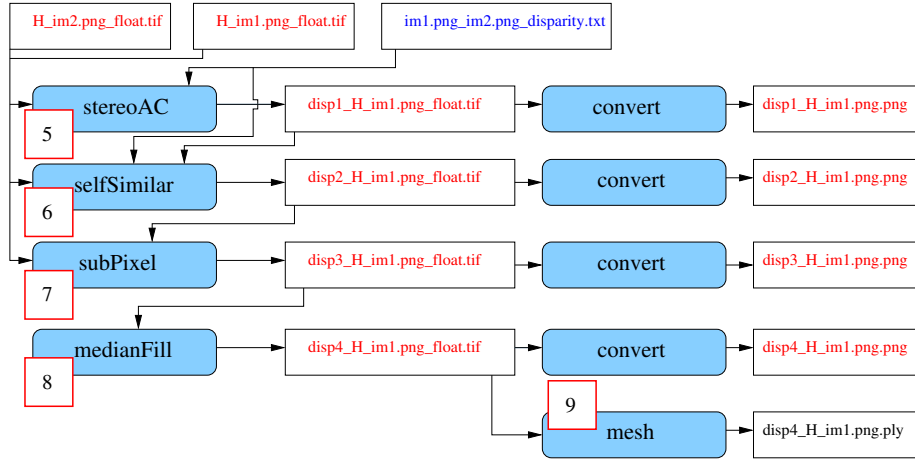 H_im2.png_float.tif
H_im1.png_float.tif
im1.png_im2.png_disparity.txt
stereoAC
5
disp1_H_im1.png_float.tif
convert
disp1_H_im1.png.png
selfSimilar
6
disp2_H_im1.png_float.tif
convert
disp2_H_im1.png.png
subPixel
7
disp3_H_im1.png_float.tif
convert
disp3_H_im1.png.png
medianFill
8
disp4_H_im1.png_float.tif
convert
disp4_H_im1.png.png
9
mesh
disp4_H_im1.png.ply